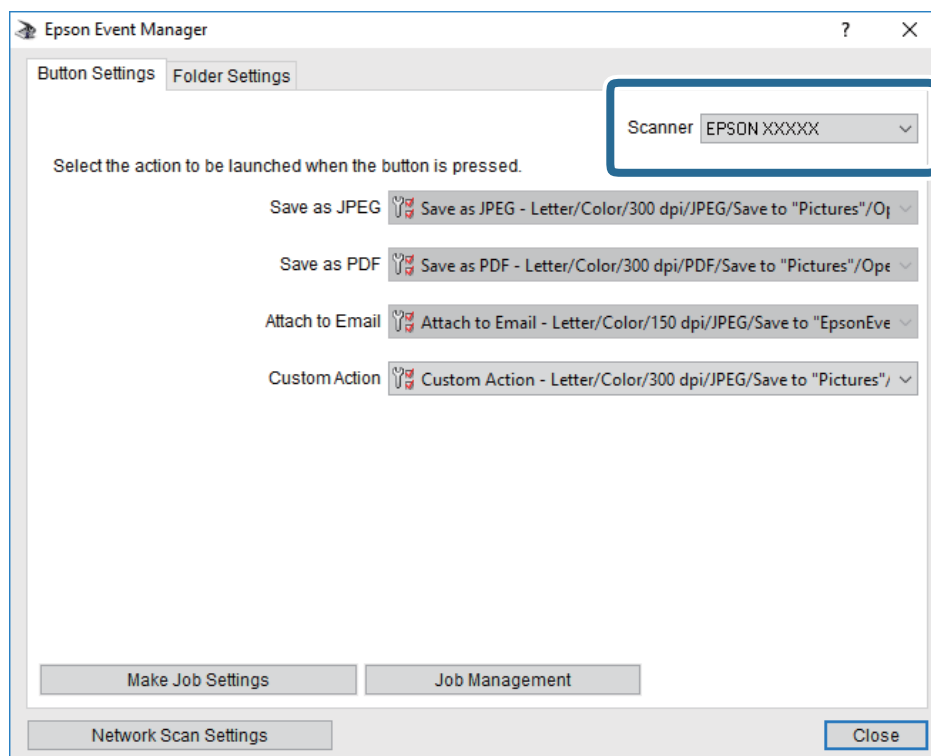 Epson Event Manager
Button Settings Folder Settings
Scanner EPSON XXXXX
Select the action to be launched when the button is pressed.
Save as JPEG Save as JPEG - Letter/Color/300 dpi/JPEG/Save to "Pictures"/Op
Save as PDF Save as PDF - Letter/Color/300 dpi/PDF/Save to "Pictures"/Ope
Attach to Email Attach to Email - Letter/Color/150 dpi/JPEG/Save to "EpsonEve
Custom Action Custom Action - Letter/Color/300 dpi/JPEG/Save to "Pictures"/
Make Job Settings Job Management
Network Scan Settings Close